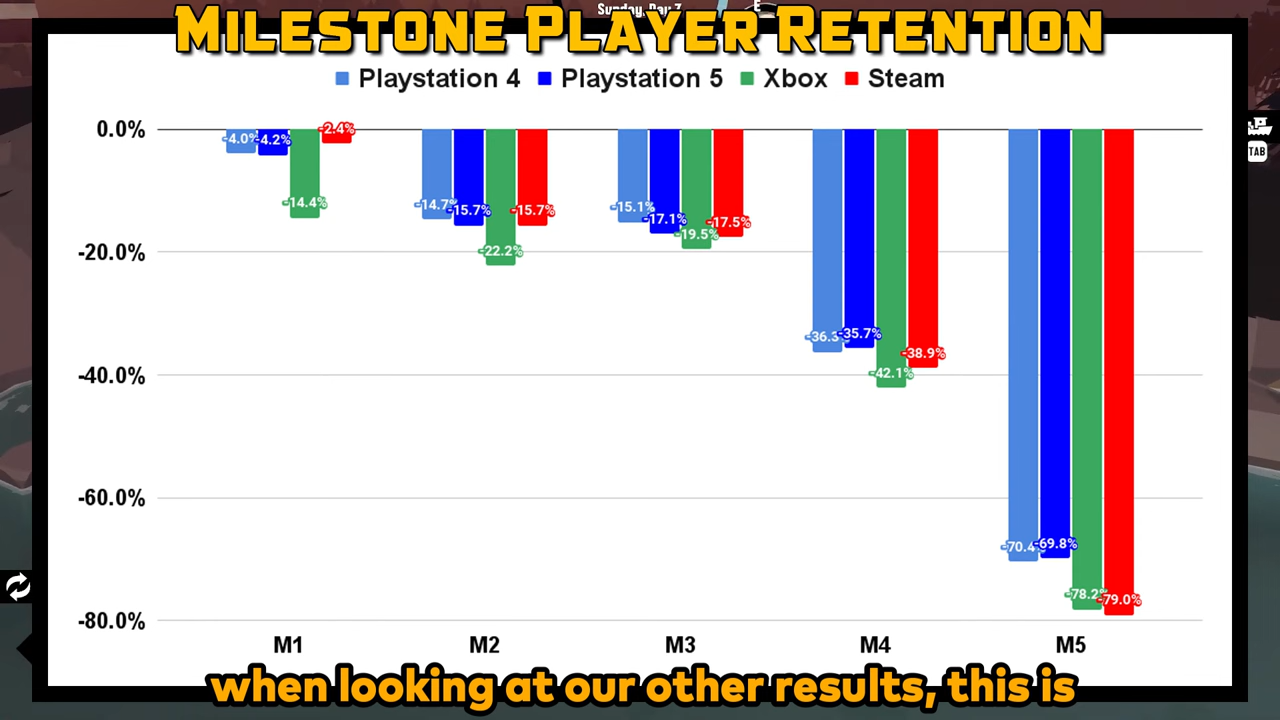 Sunday, Day 7
MILESTONE PLAYER RETENTION
Playstation 4 Playstation 5 Xbox Steam
0.0%
-4.0% -4.2% -14.4% -2.4%
-14.7% -15.7% -22.2% -15.7%
-15.1% -17.1% -19.5% -17.5%
-20.0%
-36.3 -35.7% -42.1% -38.9%
-40.0%
-60.0%
-70.4 -69.8% -78.2% -79.0%
-80.0%
M1 M2 M3 M4 M5
TAB
when looking at our other results, this is